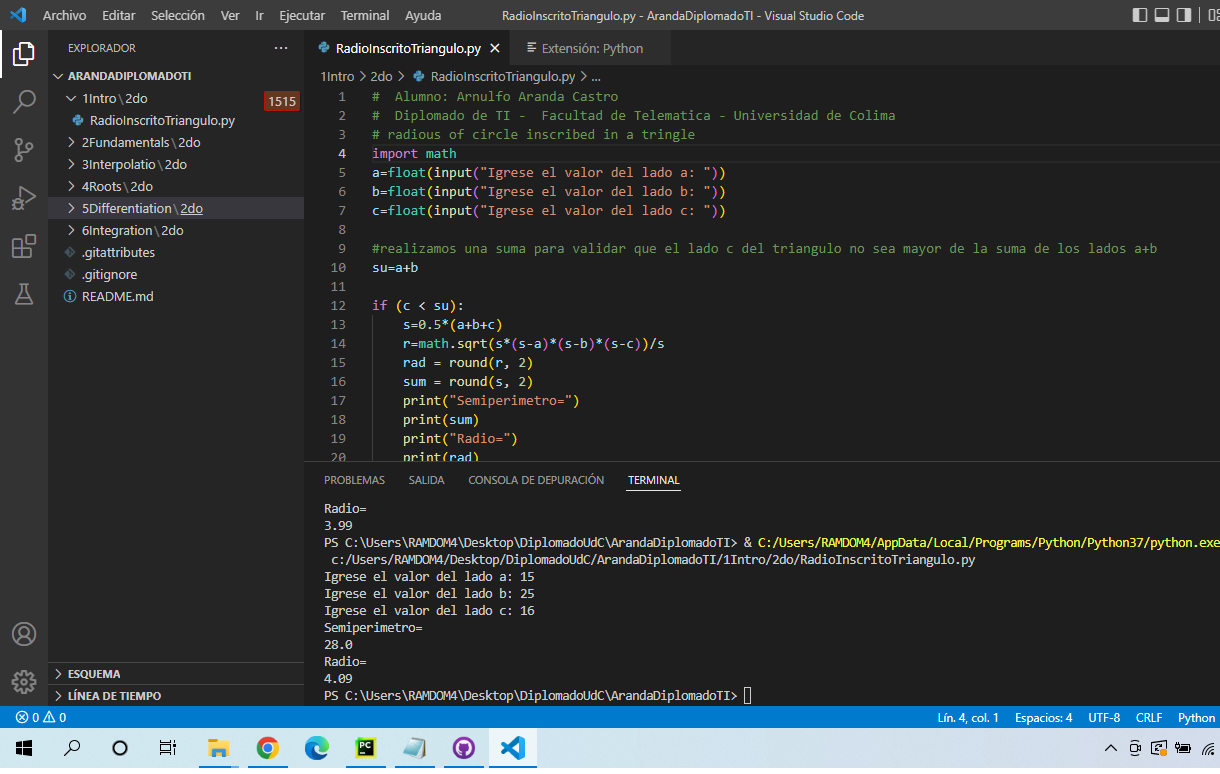 Archivo Editar Selección Ver Ir Ejecutar Terminal Ayuda RadioInscritoTriangulo.py - ArandaDiplomadoTI - Visual Studio Code
EXPLORADOR ...
ARANDADIPLOMADOTI
1Intro\2do
1515
RadioInscritoTriangulo.py
2Fundamentals\2do
3Interpolatio\2do
4Roots\2do
5Differentiation\2do
6Integration\2do
.gitattributes
.gitignore
README.md
ESQUEMA
LÍNEA DE TIEMPO
RadioInscritoTriangulo.py Extensión: Python
1Intro > 2do > RadioInscritoTriangulo.py > ...
1 # Alumno: Arnulfo Aranda Castro
2 # Diplomado de TI - Facultad de Telematica - Universidad de Colima
3 # radious of circle inscribed in a tringle
4 import math
5 a=float(input("Igrese el valor del lado a: "))
6 b=float(input("Igrese el valor del lado b: "))
7 c=float(input("Igrese el valor del lado c: "))
8
9 #realizamos una suma para validar que el lado c del triangulo no sea mayor de la suma de los lados a+b
10 su=a+b
11
12 if (c < su):
13 s=0.5*(a+b+c)
14 r=math.sqrt(s*(s-a)*(s-b)*(s-c))/s
15 rad = round(r, 2)
16 sum = round(s, 2)
17 print("Semiperimetro=")
18 print(sum)
19 print("Radio=")
20 print(rad)
PROBLEMAS SALIDA CONSOLA DE DEPURACIÓN TERMINAL
Radio=
3.99
PS C:\Users\RAMDOM4\Desktop\DiplomadoUdC\ArandaDiplomadoTI> & C:/Users/RAMDOM4/AppData/Local/Programs/Python/Python37/python.exe
c:/Users/RAMDOM4/Desktop/DiplomadoUdC/ArandaDiplomadoTI/1Intro/2do/RadioInscritoTriangulo.py
Igrese el valor del lado a: 15
Igrese el valor del lado b: 25
Igrese el valor del lado c: 16
Semiperimetro=
28.0
Radio=
4.09
PS C:\Users\RAMDOM4\Desktop\DiplomadoUdC\ArandaDiplomadoTI>
0 0 Lín. 4, col. 1 Espacios: 4 UTF-8 CRLF Python
PC